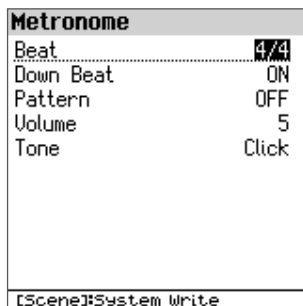 Metronome
Beat 4/4
Down Beat ON
Pattern OFF
Volume 5
Tone Click
[Scene]:System Write